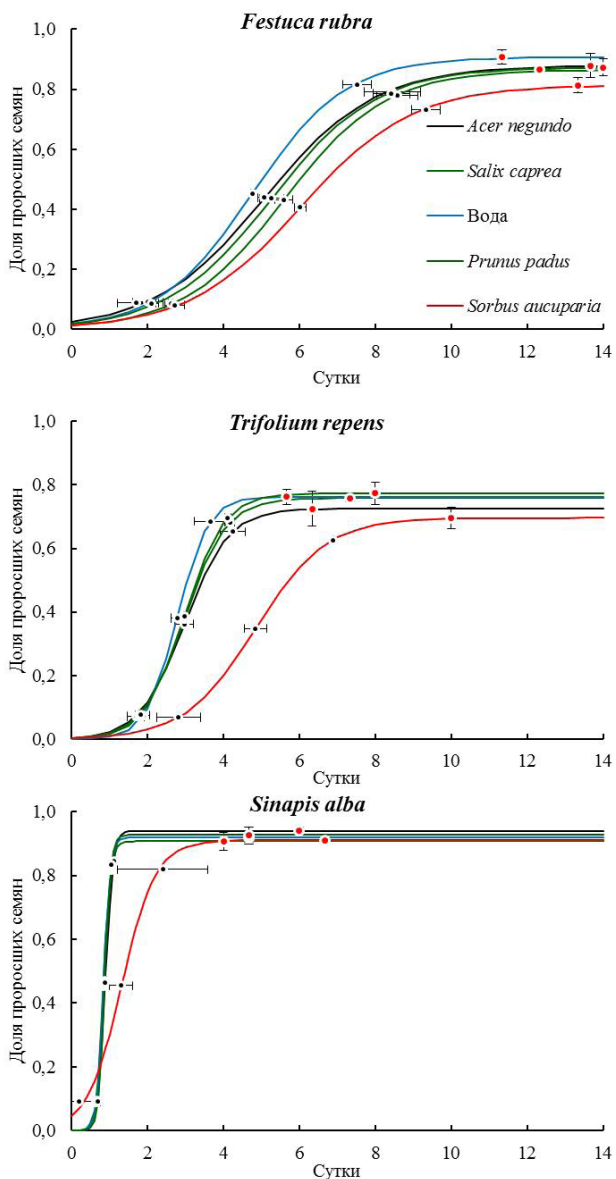 Festuca rubra
1,0
0,8
0,6
0,4
0,2
0,0
Доля проросших семян
Acer negundo
Salix caprea
Вода
Prunus padus
Sorbus aucuparia
0 2 4 6 8 10 12 14
Сутки
Trifolium repens
1,0
0,8
0,6
0,4
0,2
0,0
Доля проросших семян
0 2 4 6 8 10 12 14
Сутки
Sinapis alba
1,0
0,8
0,6
0,4
0,2
0,0
Доля проросших семян
0 2 4 6 8 10 12 14
Сутки